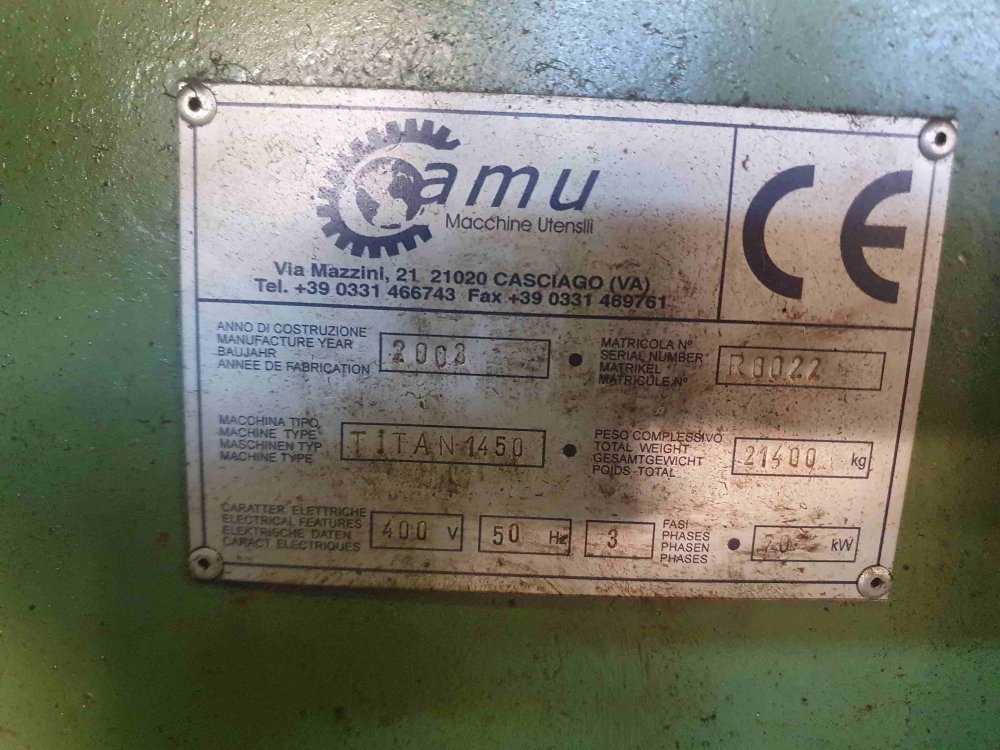 Camu
Macchine Utensili
CE
Via Mazzini, 21 21020 CASCIAGO (VA)
Tel. +39 0331 466743 Fax +39 0331 469761
ANNO DI COSTRUZIONE
MANUFACTURE YEAR
BAUJAHR
ANNEE DE FABRICATION
2003
MATRICOLA N°
SERIAL NUMBER
MATRIKEL
MATRICULE N°
R0022
MACCHINA TIPO
MACHINE TYPE
MASCHINEN TYP
MACHINE TYPE
TITAN 1450
PESO COMPLESSIVO
TOTAL WEIGHT
GESAMTGEWICHT
POIDS-TOTAL
21400 kg
CARATTER ELETTRICHE
ELECTRICAL FEATURES
ELEKTRISCHE DATEN
CARACT ELECTRIQUES
400 V
50 Hz
3
FASI
PHASES
PHASEN
PHASES
kW